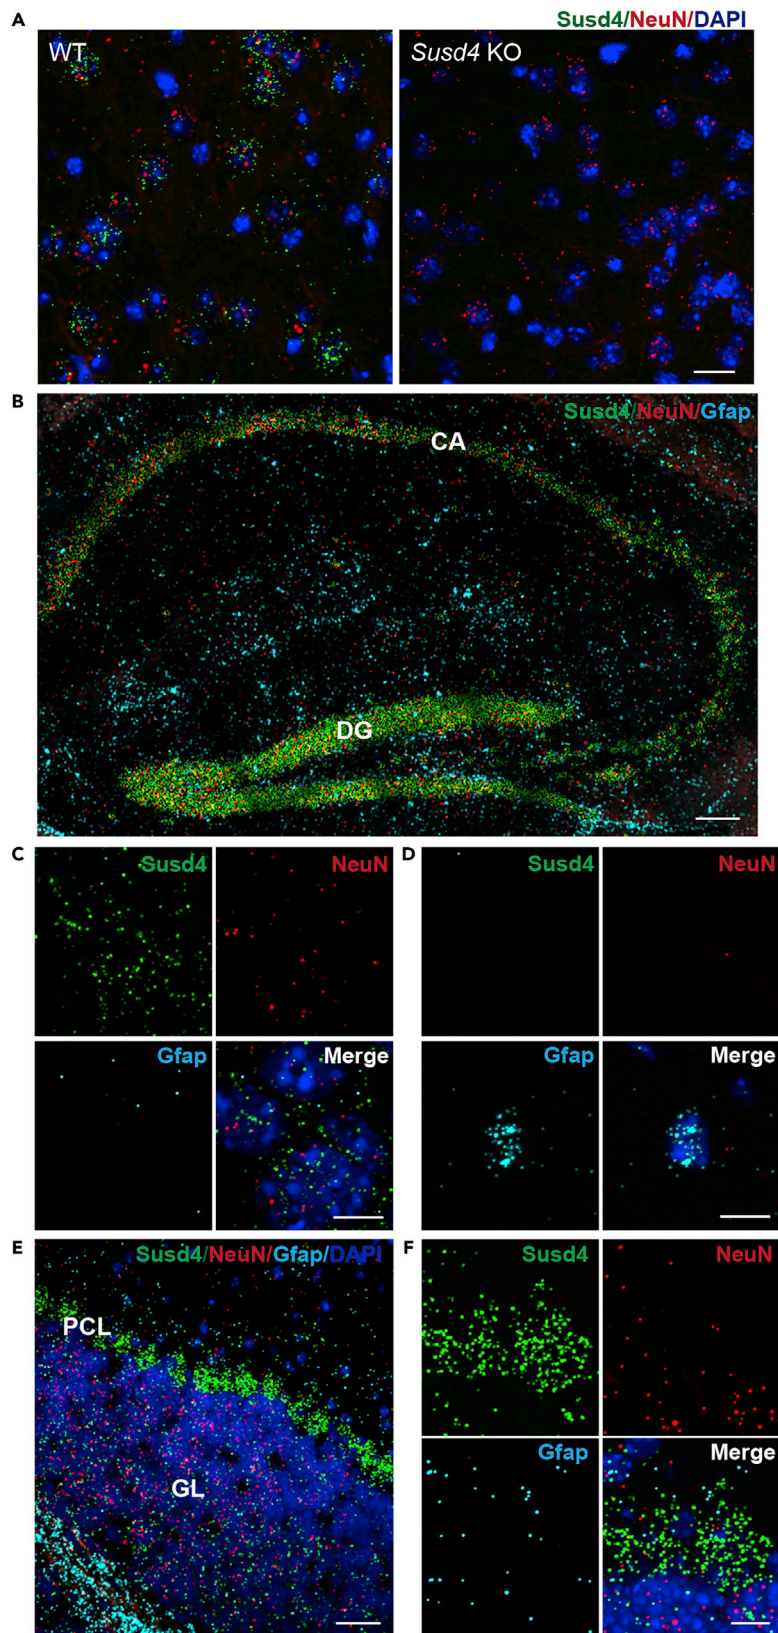 A
Susd4/NeuN/DAPI
WT
Susd4 KO
B
Susd4/NeuN/Gfap
CA
DG
C
Susd4
NeuN
Gfap
Merge
D
Susd4
NeuN
Gfap
Merge
E
Susd4/NeuN/Gfap/DAPI
PCL
GL
F
Susd4
NeuN
Gfap
Merge